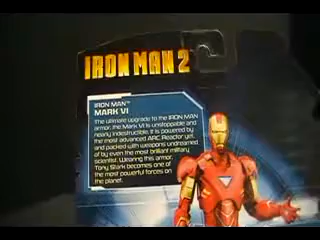 IRON MAN 2
IRON MAN™
MARK VI
The ultimate upgrade to the IRON MAN
armor, the Mark VI is unstoppable and
nearly indestructible. It is powered by
the most advanced ARC Reactor yet,
and packed with weapons undreamed
of by even the most brilliant military
scientist. Wearing this armor,
Tony Stark becomes one of
the most powerful forces on
the planet.